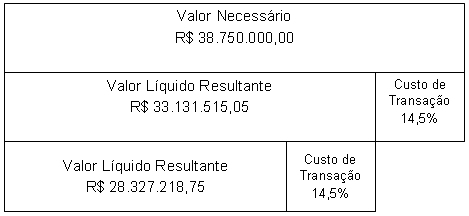 Valor Necessário
R$ 38.750.000,00
Valor Líquido Resultante
R$ 33.131.515,05
Custo de
Transação
14,5%
Valor Líquido Resultante
R$ 28.327.218,75
Custo de
Transação
14,5%